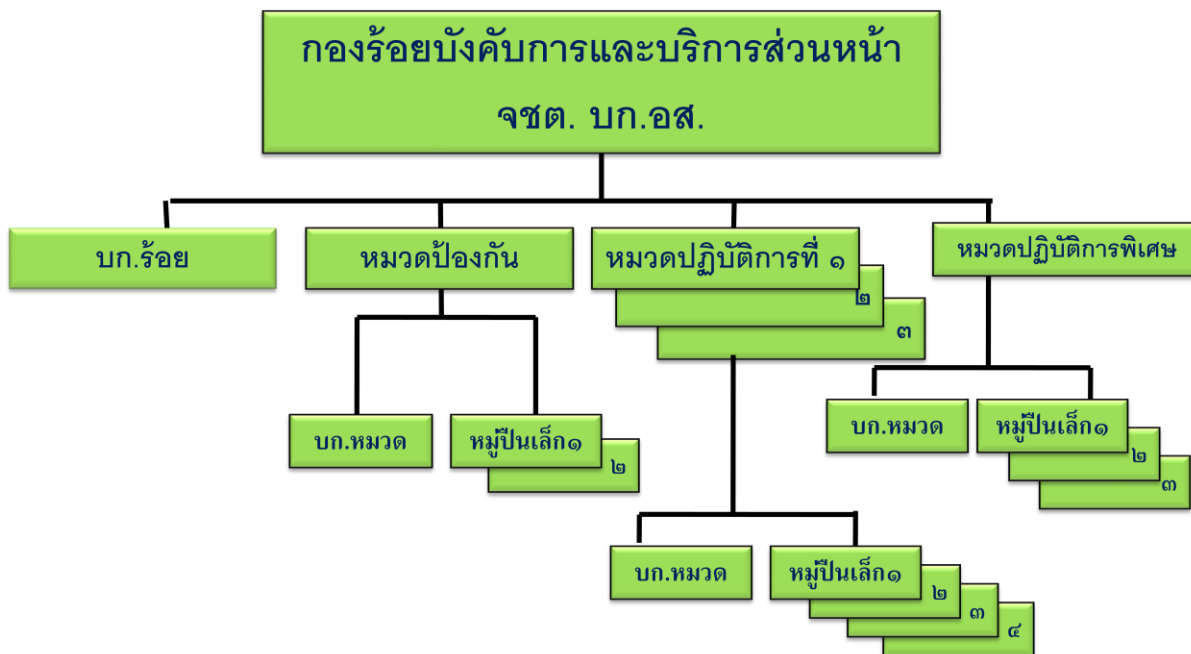 กองร้อยบังคับการและบริการส่วนหน้า
จชต. บก.อส.
บก.ร้อย
หมวดป้องกัน
หมวดปฏิบัติการที่ ๑
๒
๓
หมวดปฏิบัติการพิเศษ
บก.หมวด
หมู่ปืนเล็ก๑
๒
บก.หมวด
หมู่ปืนเล็ก๑
๒
๓
บก.หมวด
หมู่ปืนเล็ก๑
๒
๓
๔